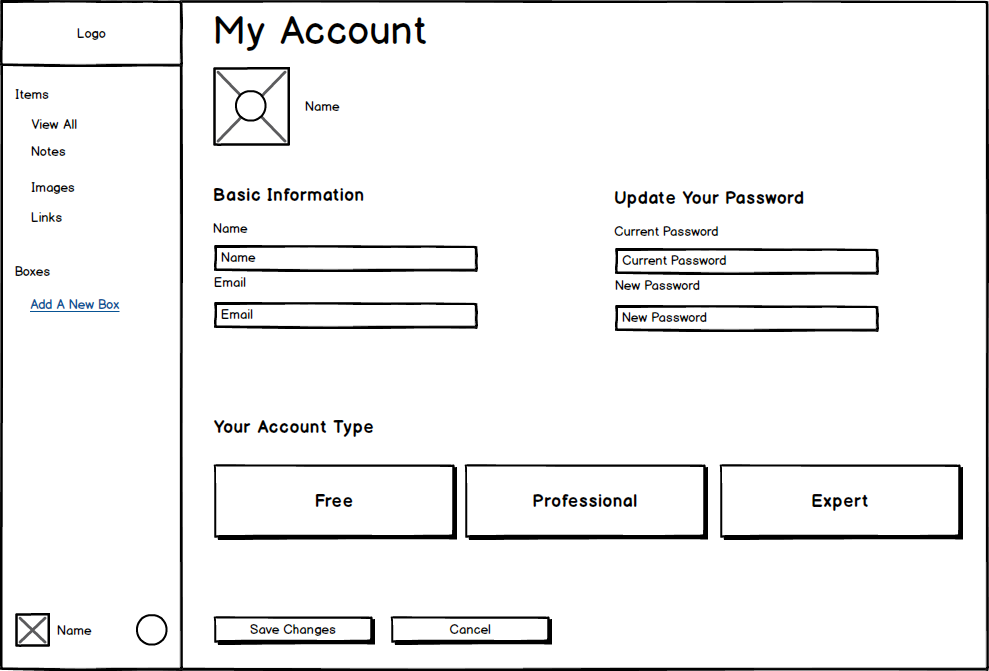 Logo
Items
View All
Notes
Images
Links
Boxes
Add A New Box
Name
My Account
Name
Basic Information
Name
Name
Email
Email
Update Your Password
Current Password
Current Password
New Password
New Password
Your Account Type
Free
Professional
Expert
Save Changes
Cancel